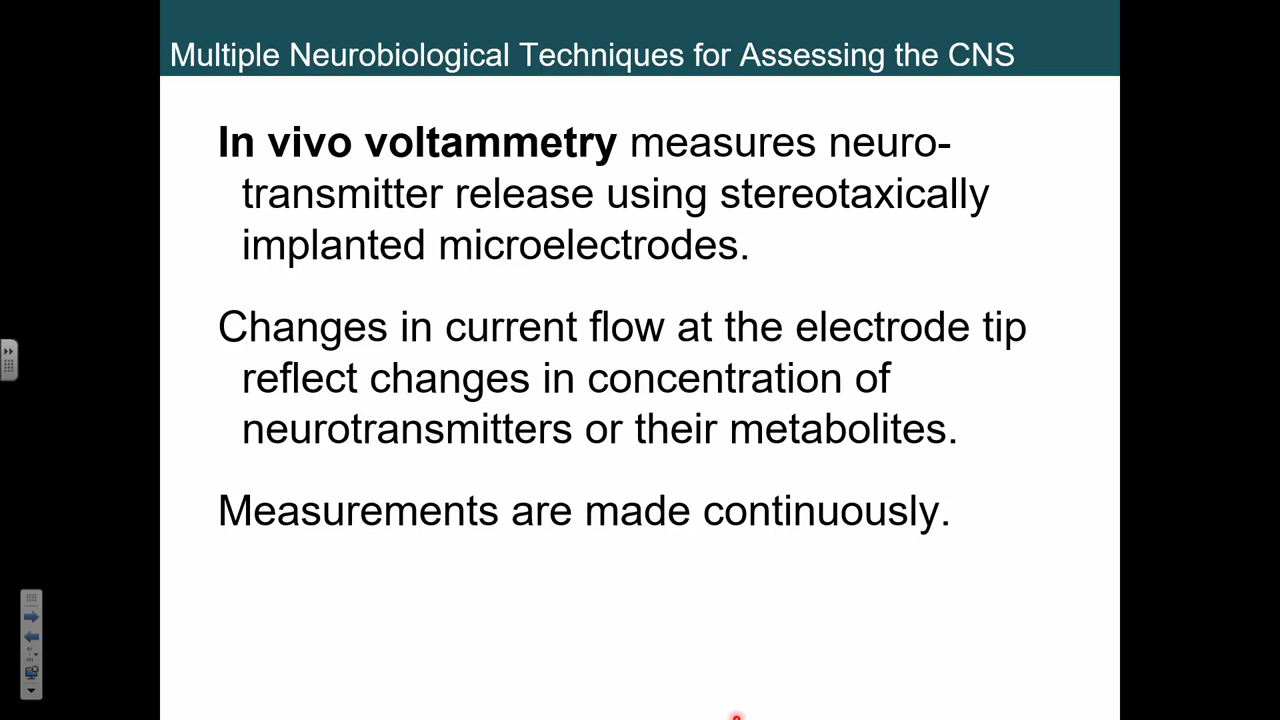 Multiple Neurobiological Techniques for Assessing the CNS
In vivo voltammetry measures neuro-
transmitter release using stereotaxically
implanted microelectrodes.
Changes in current flow at the electrode tip
reflect changes in concentration of
neurotransmitters or their metabolites.
Measurements are made continuously.